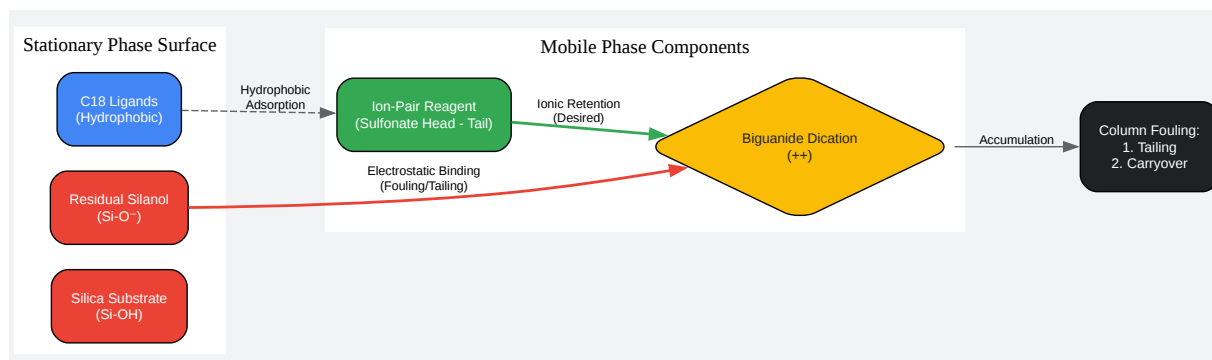 Stationary Phase Surface
Mobile Phase Components
C18 Ligands
(Hydrophobic)
Hydrophobic
Adsorption
Ion-Pair Reagent
(Sulfonate Head - Tail)
Ionic Retention
(Desired)
Biguanide Dication
(++)
Accumulation
Column Fouling:
1. Tailing
2. Carryover
Electrostatic Binding
(Fouling/Tailing)
Residual Silanol
(Si-O⁻)
Silica Substrate
(Si-OH)